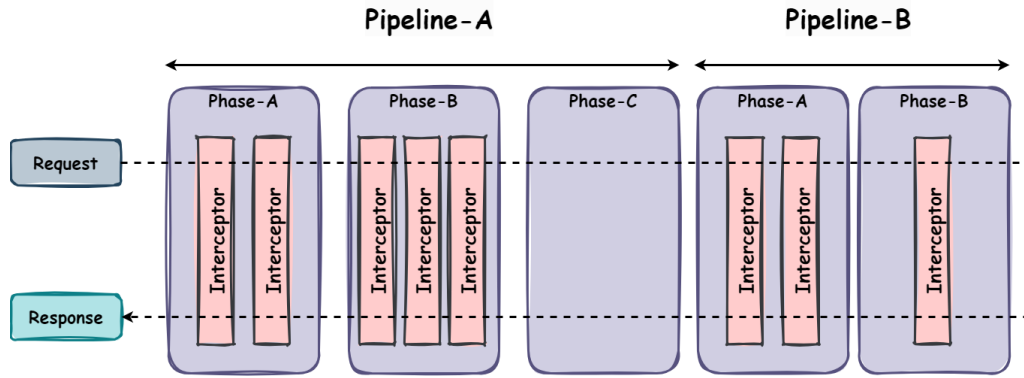 Pipeline-A
Pipeline-B
Phase-A
Phase-B
Phase-C
Phase-A
Phase-B
Request
Interceptor
Interceptor
Interceptor
Interceptor
Interceptor
Interceptor
Interceptor
Interceptor
Response